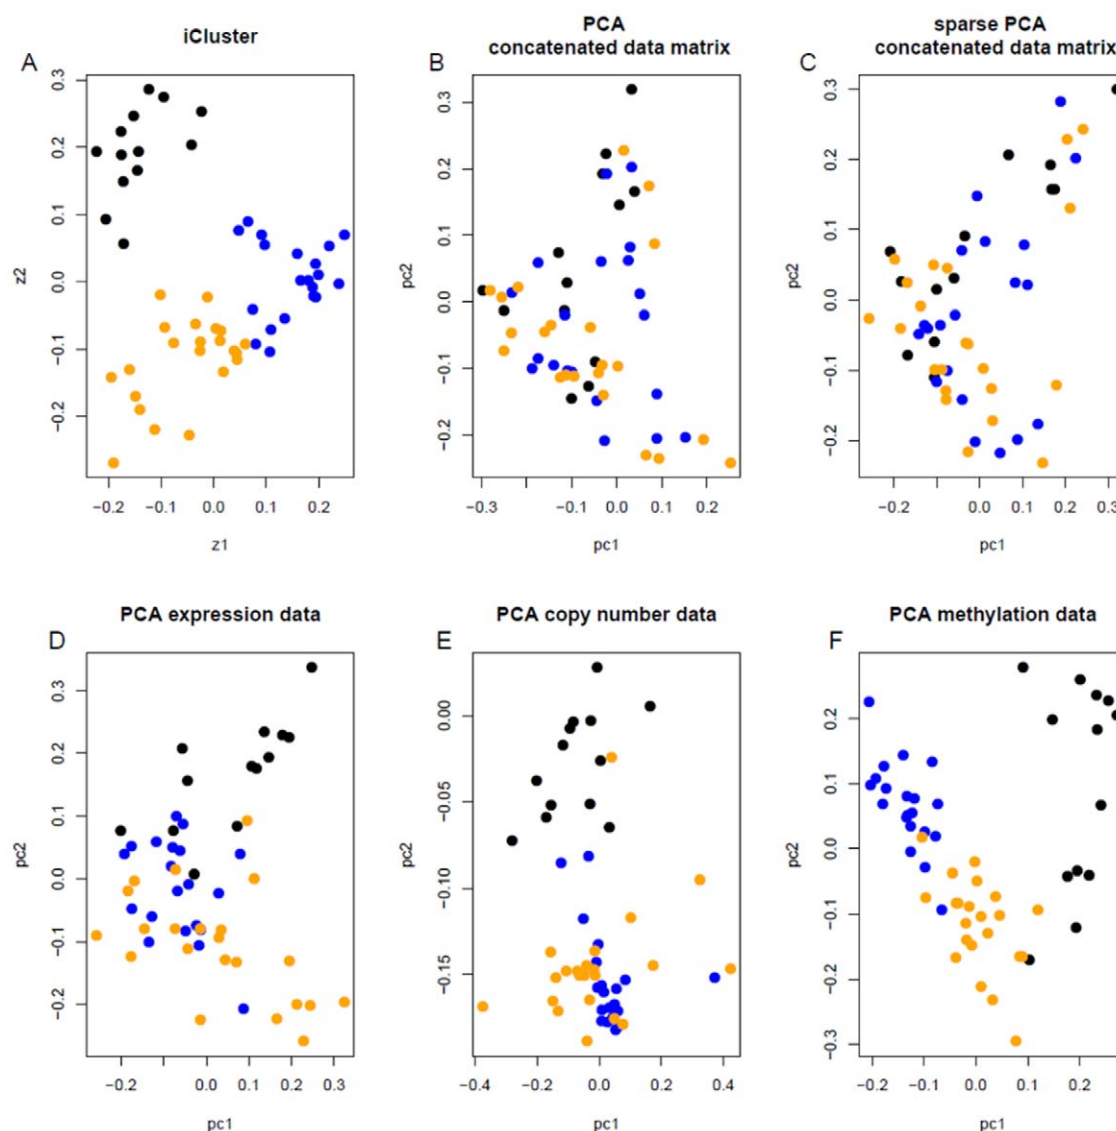 A
iCluster
0.3
0.2
0.1
0.0
−0.1
−0.2
z2
−0.2 −0.1 0.0 0.1 0.2
z1
B
PCA
concatenated data matrix
0.3
0.2
0.1
0.0
−0.1
−0.2
pc2
−0.3 −0.1 0.0 0.1 0.2
pc1
C
sparse PCA
concatenated data matrix
0.3
0.2
0.1
0.0
−0.1
−0.2
pc2
−0.2 −0.1 0.0 0.1 0.2 0.3
pc1
D
PCA expression data
0.3
0.2
0.1
0.0
−0.1
−0.2
pc2
−0.2 0.0 0.1 0.2 0.3
pc1
E
PCA copy number data
0.00
−0.05
−0.10
−0.15
pc2
−0.4 −0.2 0.0 0.2 0.4
pc1
F
PCA methylation data
0.2
0.1
0.0
−0.1
−0.2
−0.3
pc2
−0.2 −0.1 0.0 0.1 0.2
pc1